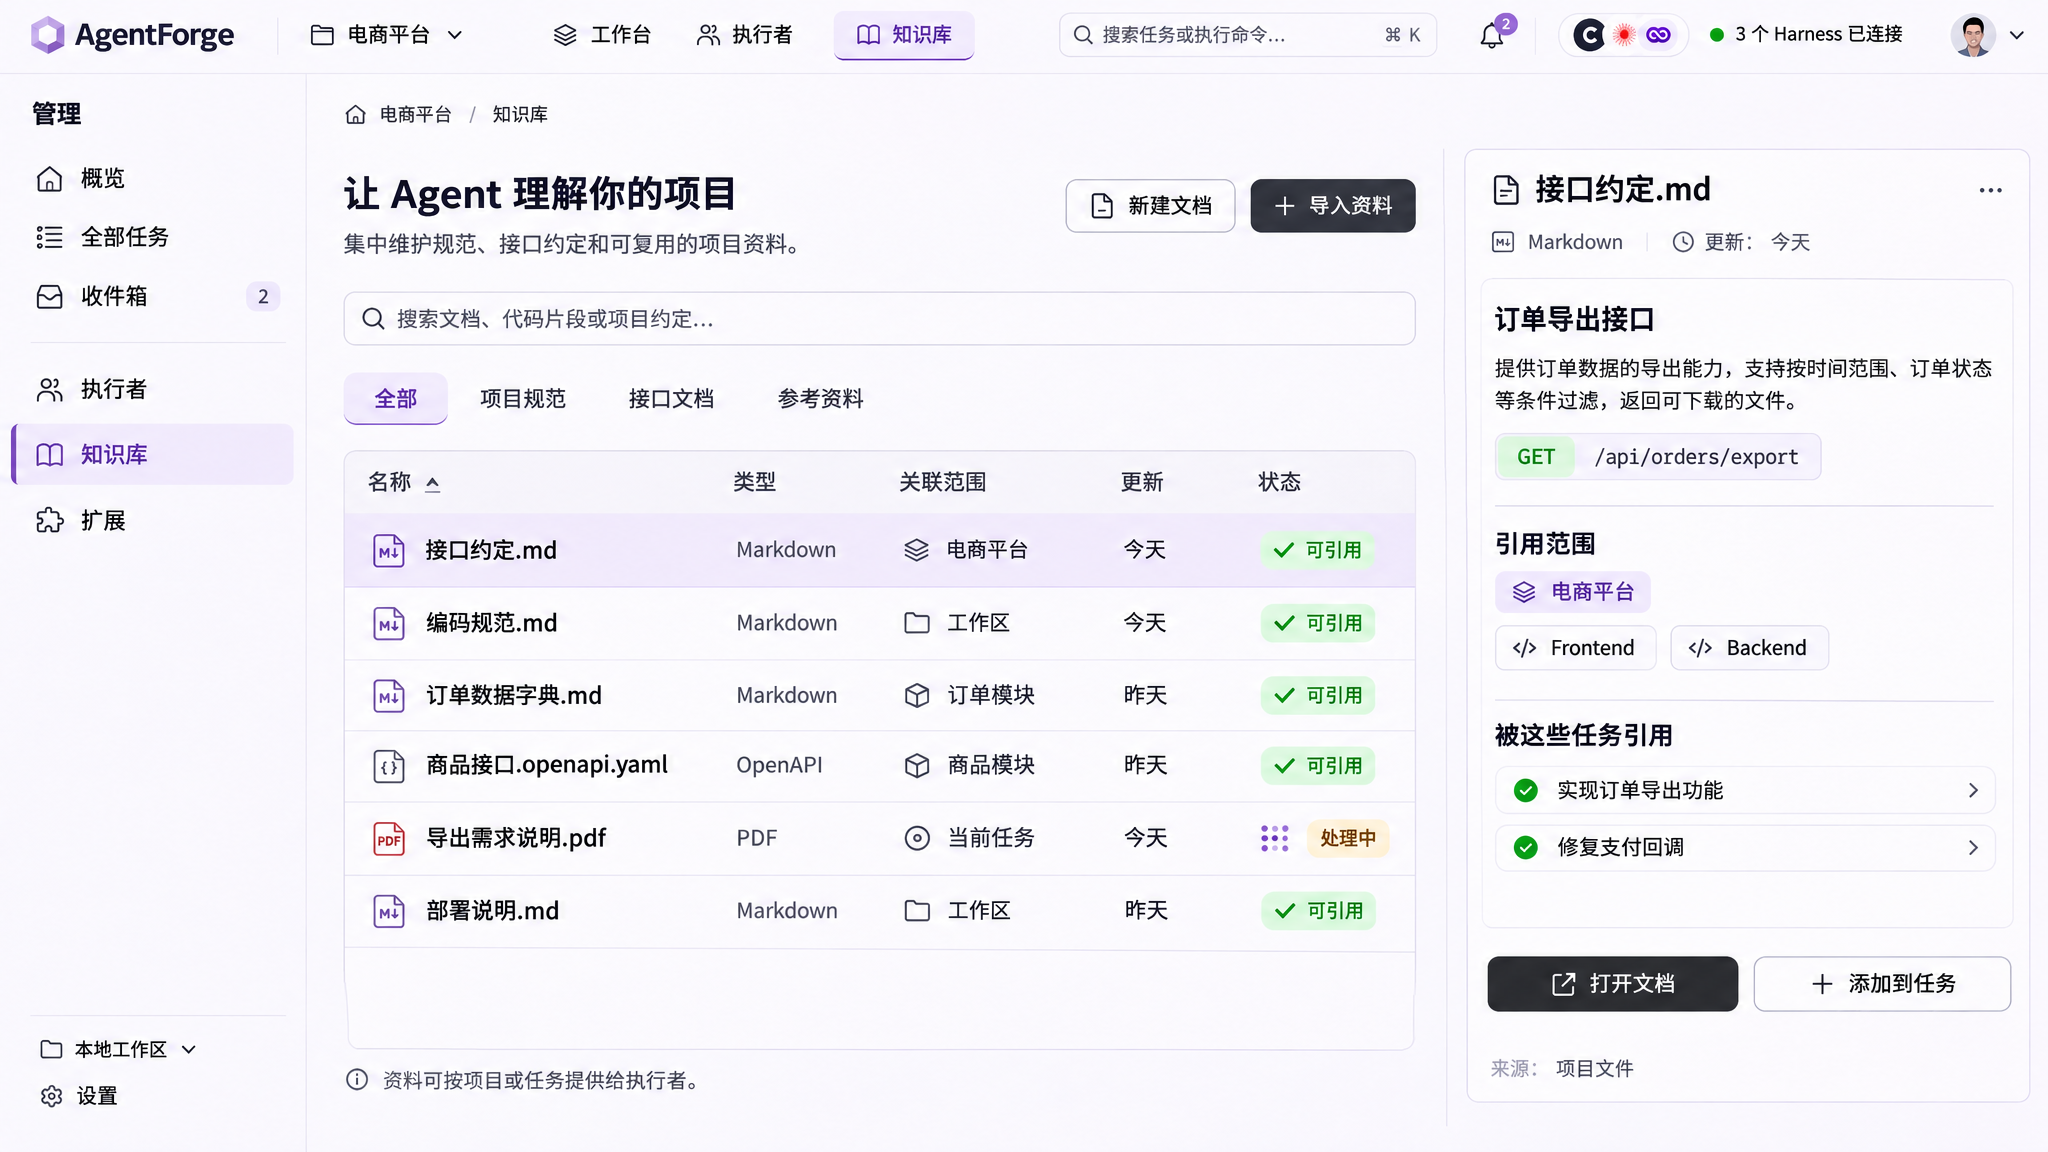 AgentForge
电商平台
工作台
执行者
知识库
搜索任务或执行命令...
⌘ K
2
3 个 Harness 已连接
管理
概览
全部任务
收件箱
2
执行者
知识库
扩展
本地工作区
设置
电商平台 / 知识库
让 Agent 理解你的项目
集中维护规范、接口约定和可复用的项目资料。
新建文档
+ 导入资料
搜索文档、代码片段或项目约定...
全部
项目规范
接口文档
参考资料
名称 类型 关联范围 更新 状态
M↓ 接口约定.md Markdown 电商平台 今天 ✓ 可引用
M↓ 编码规范.md Markdown 工作区 今天 ✓ 可引用
M↓ 订单数据字典.md Markdown 订单模块 昨天 ✓ 可引用
{} 商品接口.openapi.yaml OpenAPI 商品模块 昨天 ✓ 可引用
PDF 导出需求说明.pdf PDF 当前任务 今天 处理中
M↓ 部署说明.md Markdown 工作区 昨天 ✓ 可引用
资料可按项目或任务提供给执行者。
接口约定.md
...
M↓ Markdown
更新： 今天
订单导出接口
提供订单数据的导出能力，支持按时间范围、订单状态
等条件过滤，返回可下载的文件。
GET /api/orders/export
引用范围
电商平台
</> Frontend
</> Backend
被这些任务引用
实现订单导出功能
修复支付回调
打开文档
+ 添加到任务
来源： 项目文件